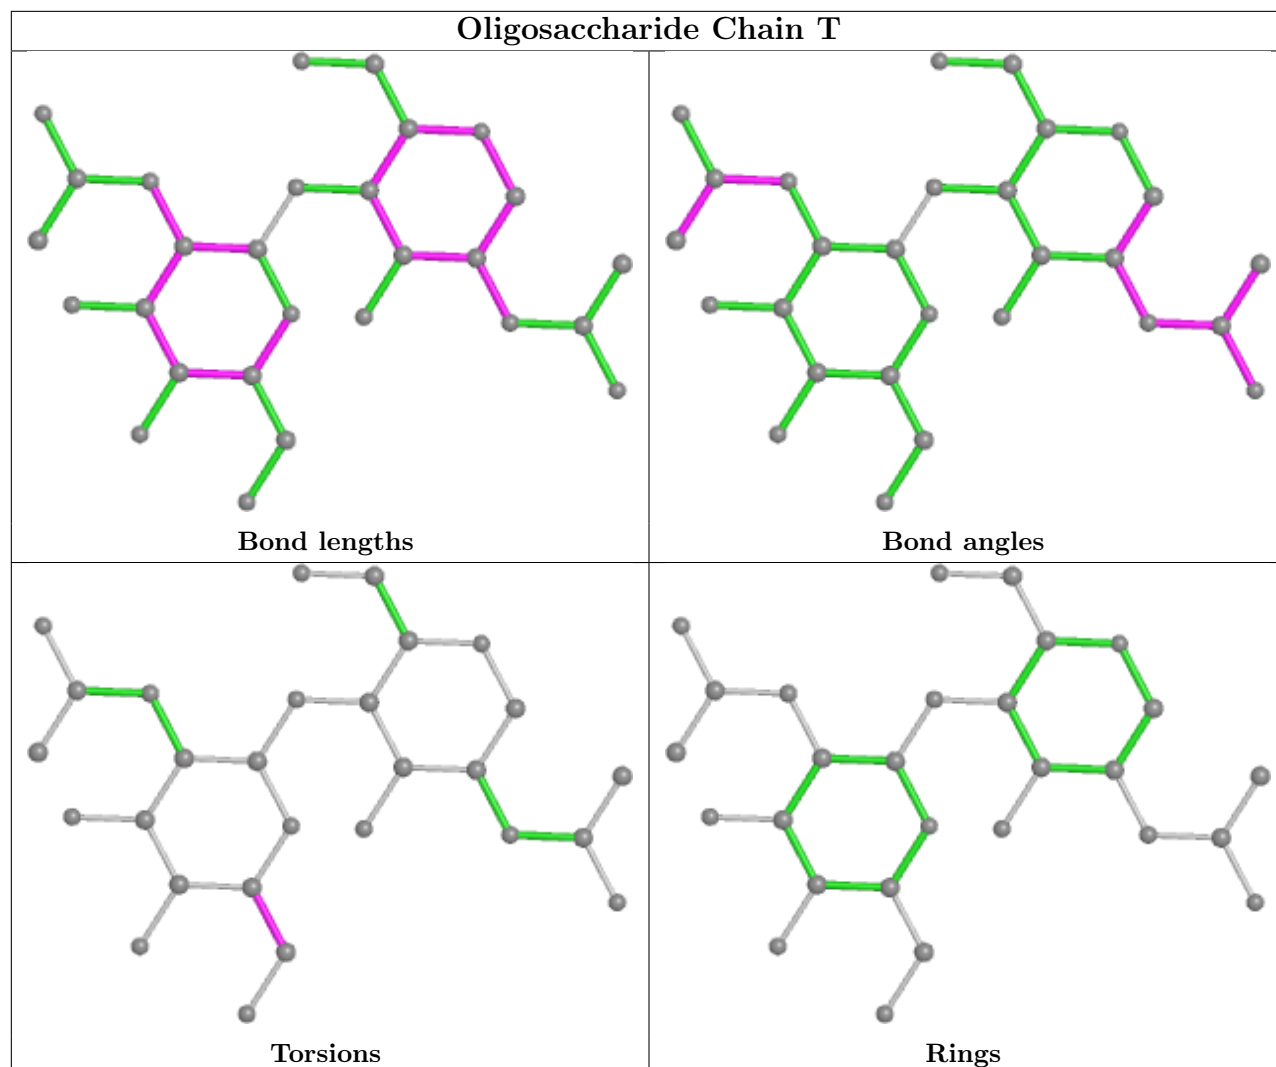 Oligosaccharide Chain T
Bond lengths
Bond angles
Torsions
Rings